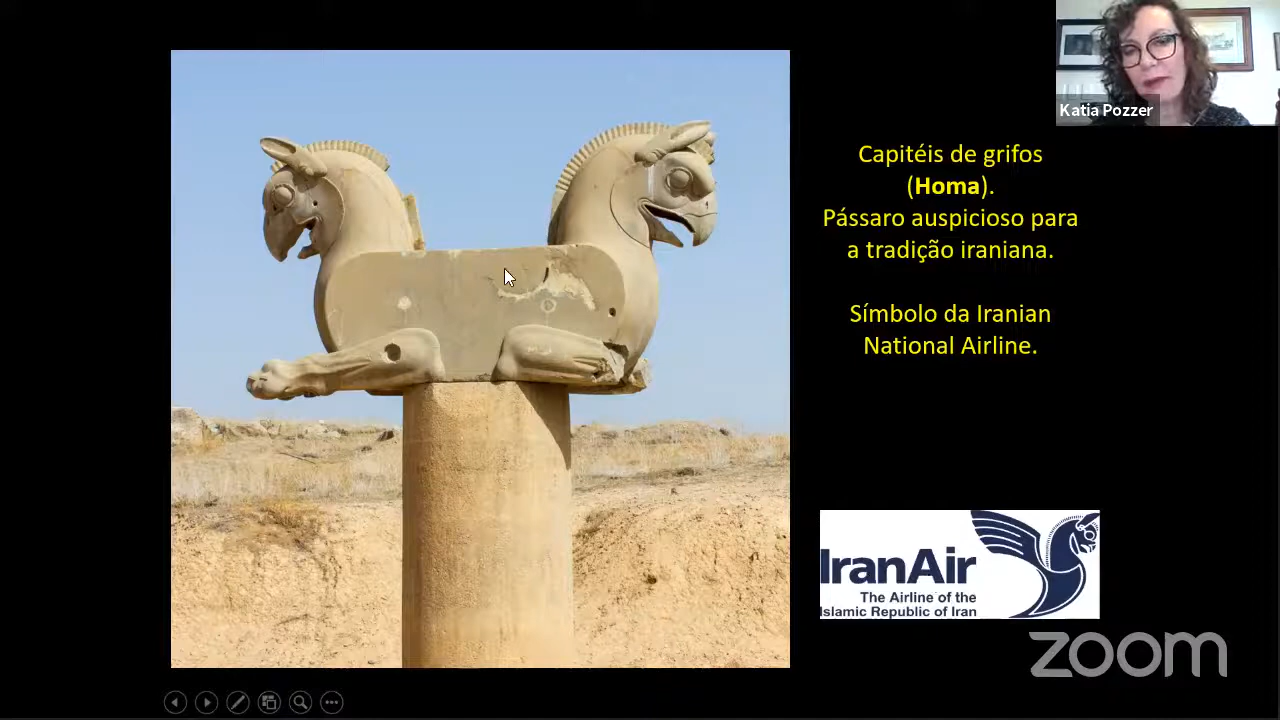 Katia Pozzer
Capitéis de grifos
(Homa).
Pássaro auspicioso para
a tradição iraniana.
Símbolo da Iranian
National Airline.
IranAir
The Airline of the
Islamic Republic of Iran
zoom